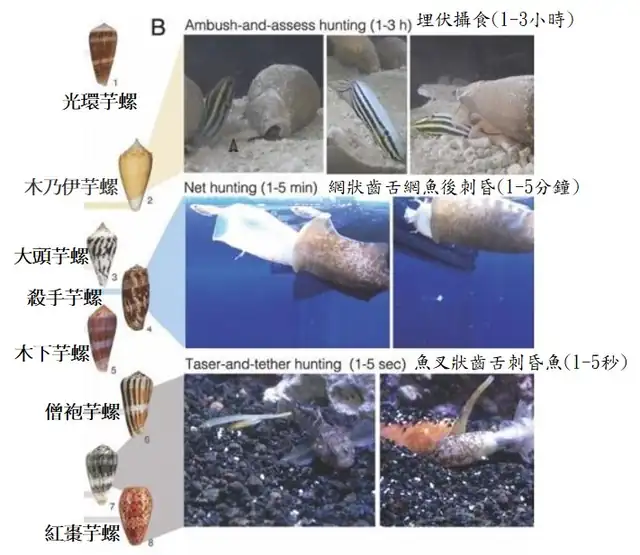 B
Ambush-and-assess hunting (1-3 h) 埋伏攝食(1-3小時)
1
光環芋螺
木乃伊芋螺
2
Net hunting (1-5 min) 網狀齒舌網魚後刺昏(1-5分鐘)
大頭芋螺
3
殺手芋螺
4
木下芋螺
5
Taser-and-tether hunting (1-5 sec) 魚叉狀齒舌刺昏魚(1-5秒)
僧袍芋螺
6
7
紅棗芋螺
8